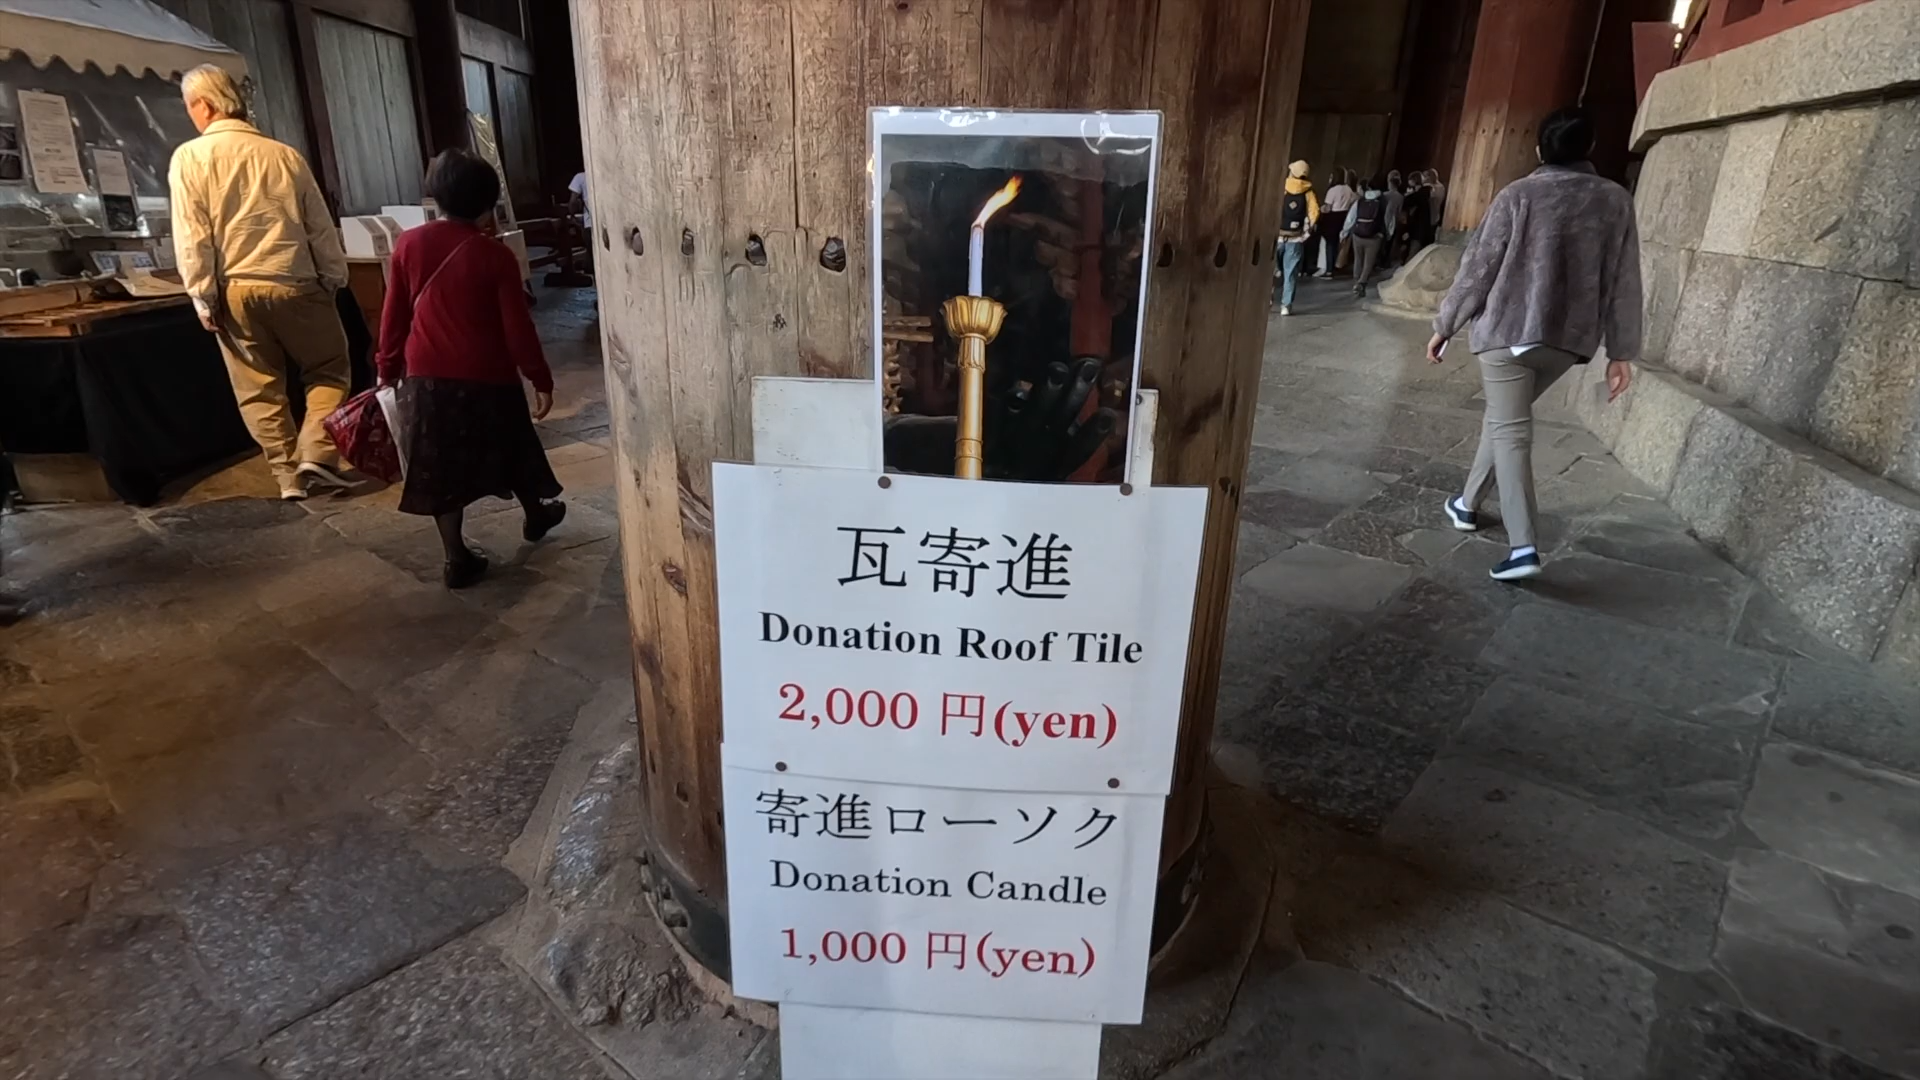 瓦寄進
Donation Roof Tile
2,000 円(yen)
寄進ローソク
Donation Candle
1,000 円(yen)